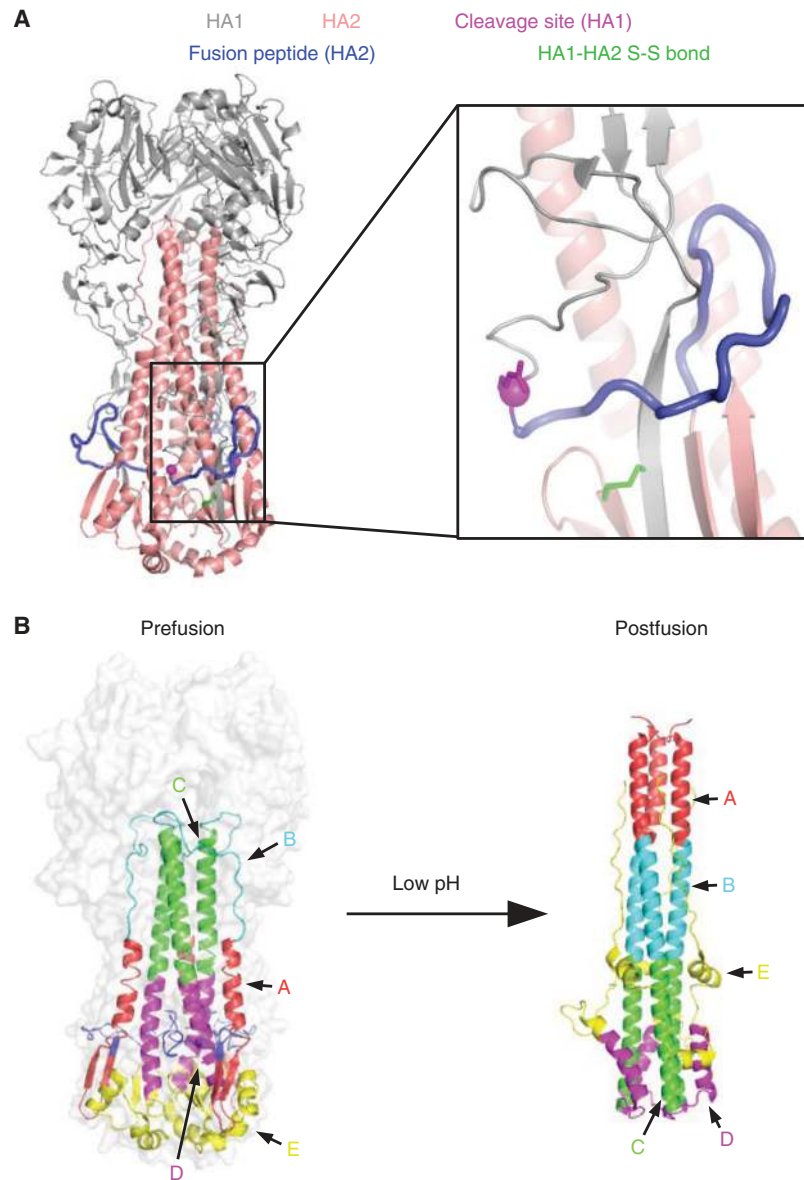 A
HA1 HA2 Cleavage site (HA1)
Fusion peptide (HA2) HA1-HA2 S-S bond
B
Prefusion Postfusion
C
B
A
E
D
Low pH
A
B
E
C
D